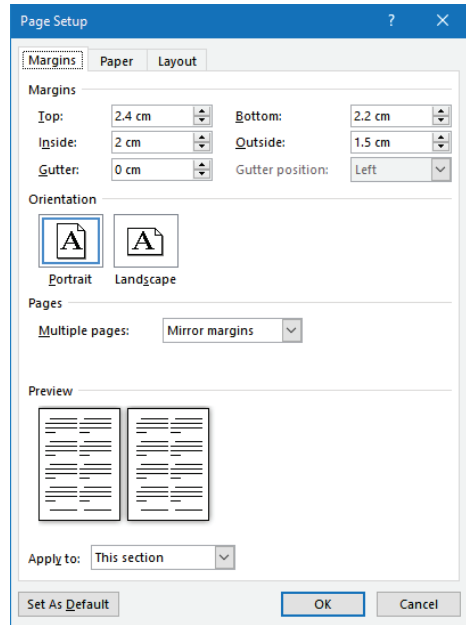 Page Setup ? ×
Margins Paper Layout
Margins
Top: 2.4 cm Bottom: 2.2 cm
Inside: 2 cm Outside: 1.5 cm
Gutter: 0 cm Gutter position: Left
Orientation
A A
Portrait Landscape
Pages
Multiple pages: Mirror margins
Preview
Apply to: This section
Set As Default OK Cancel